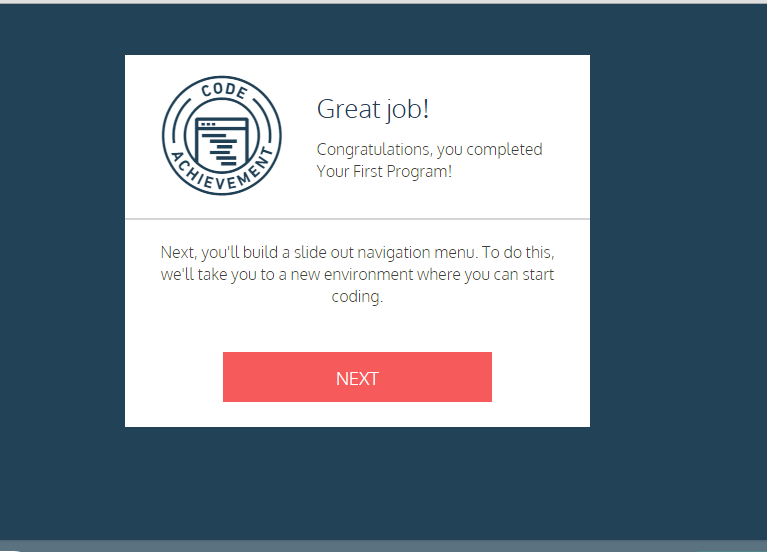 CODE
ACHIEVEMENT
Great job!
Congratulations, you completed
Your First Program!
Next, you'll build a slide out navigation menu. To do this,
we'll take you to a new environment where you can start
coding.
NEXT